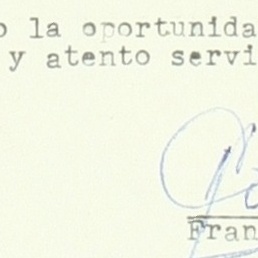 o la oportunida
y atento servi
Fran